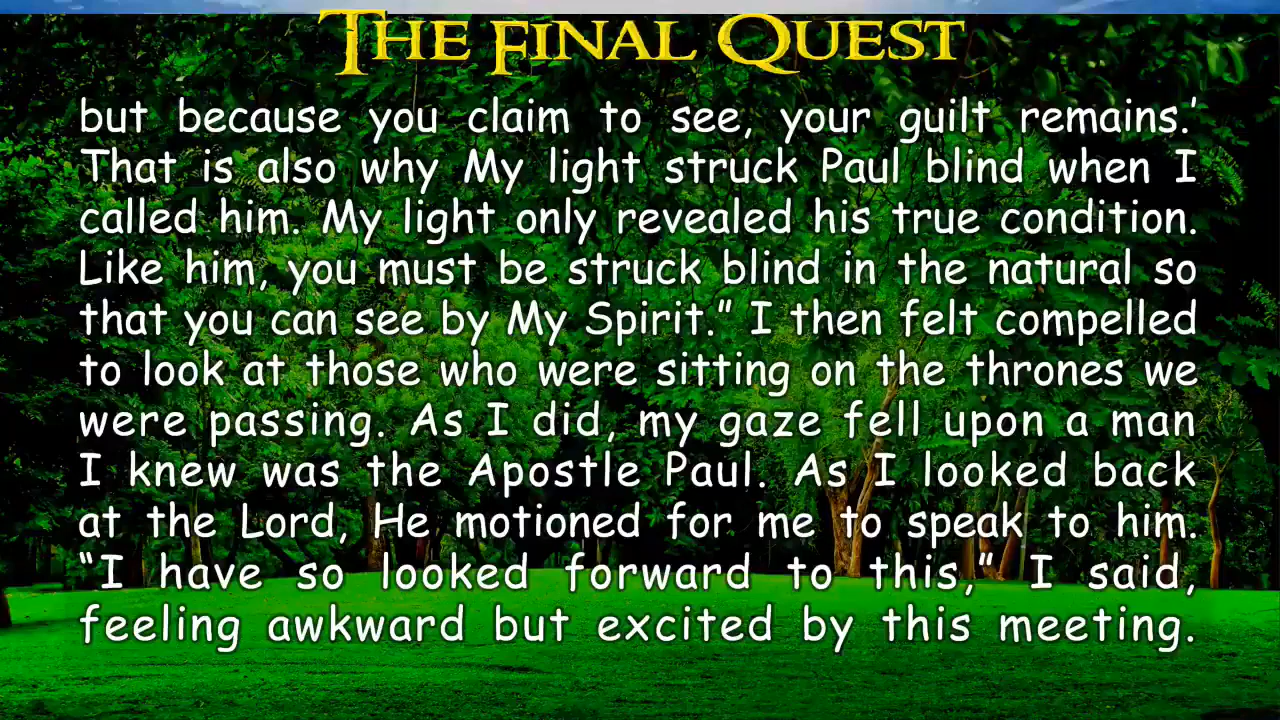 THE FINAL QUEST
but because you claim to see, your guilt remains.’
That is also why My light struck Paul blind when I
called him. My light only revealed his true condition.
Like him, you must be struck blind in the natural so
that you can see by My Spirit.” I then felt compelled
to look at those who were sitting on the thrones we
were passing. As I did, my gaze fell upon a man
I knew was the Apostle Paul. As I looked back
at the Lord, He motioned for me to speak to him.
“I have so looked forward to this,” I said,
feeling awkward but excited by this meeting.